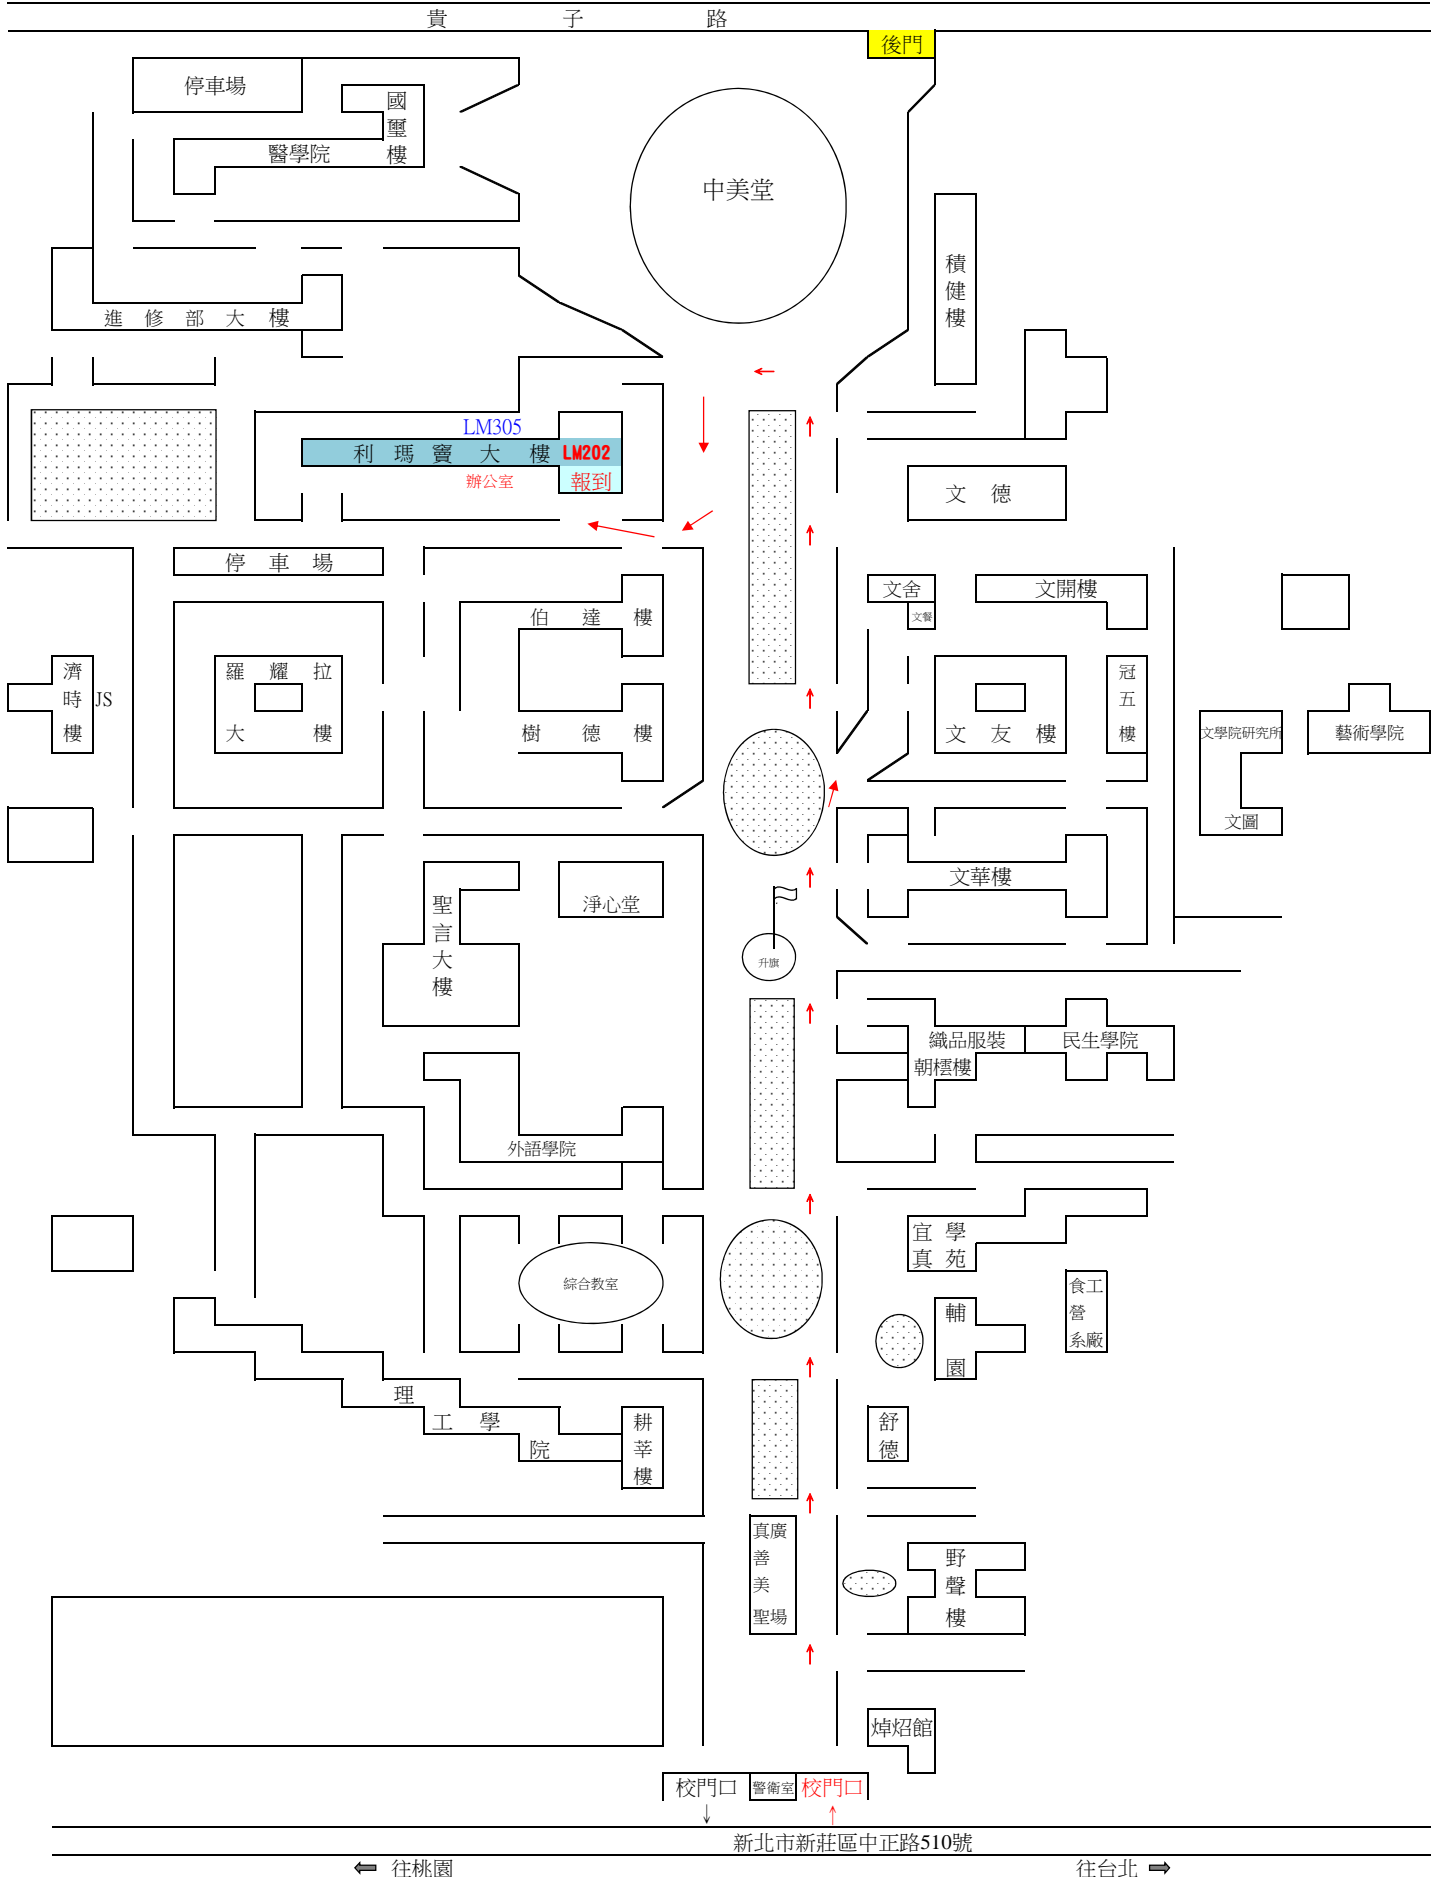 貴子路
後門
停車場
國璽樓
醫學院
中美堂
積健樓
進修部大樓
LM305
利瑪竇大樓 LM202
辦公室 報到
文德
停車場
文舍
文開樓
文餐
伯達樓
濟時樓 JS
羅耀拉大樓
冠五樓
樹德樓
文友樓
文學院研究所
藝術學院
文圖
文華樓
聖言大樓
淨心堂
升旗
織品服裝
民生學院
朝橒樓
外語學院
宜學
真苑
綜合教室
食工
營
系廠
輔園
理工學院
耕莘樓
舒德
真廣
善
美
聖場
野聲樓
焯炤館
校門口 警衛室 校門口
↓ ↑
新北市新莊區中正路510號
⇐ 往桃園 往台北 ⇒